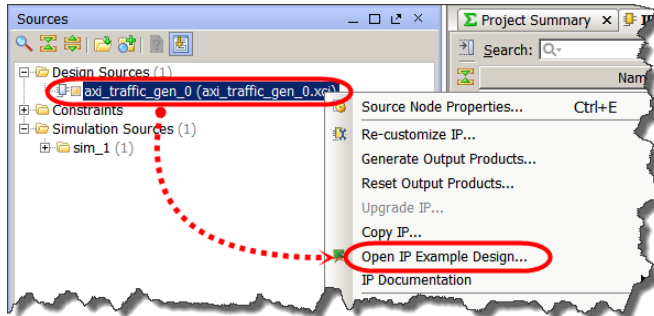 Sources
Project Summary
Search:
Nam
Design Sources (1)
axi_traffic_gen_0 (axi_traffic_gen_0.xci)
Constraints
Simulation Sources (1)
sim_1 (1)
Source Node Properties... Ctrl+E
Re-customize IP...
Generate Output Products...
Reset Output Products...
Upgrade IP...
Copy IP...
Open IP Example Design...
IP Documentation